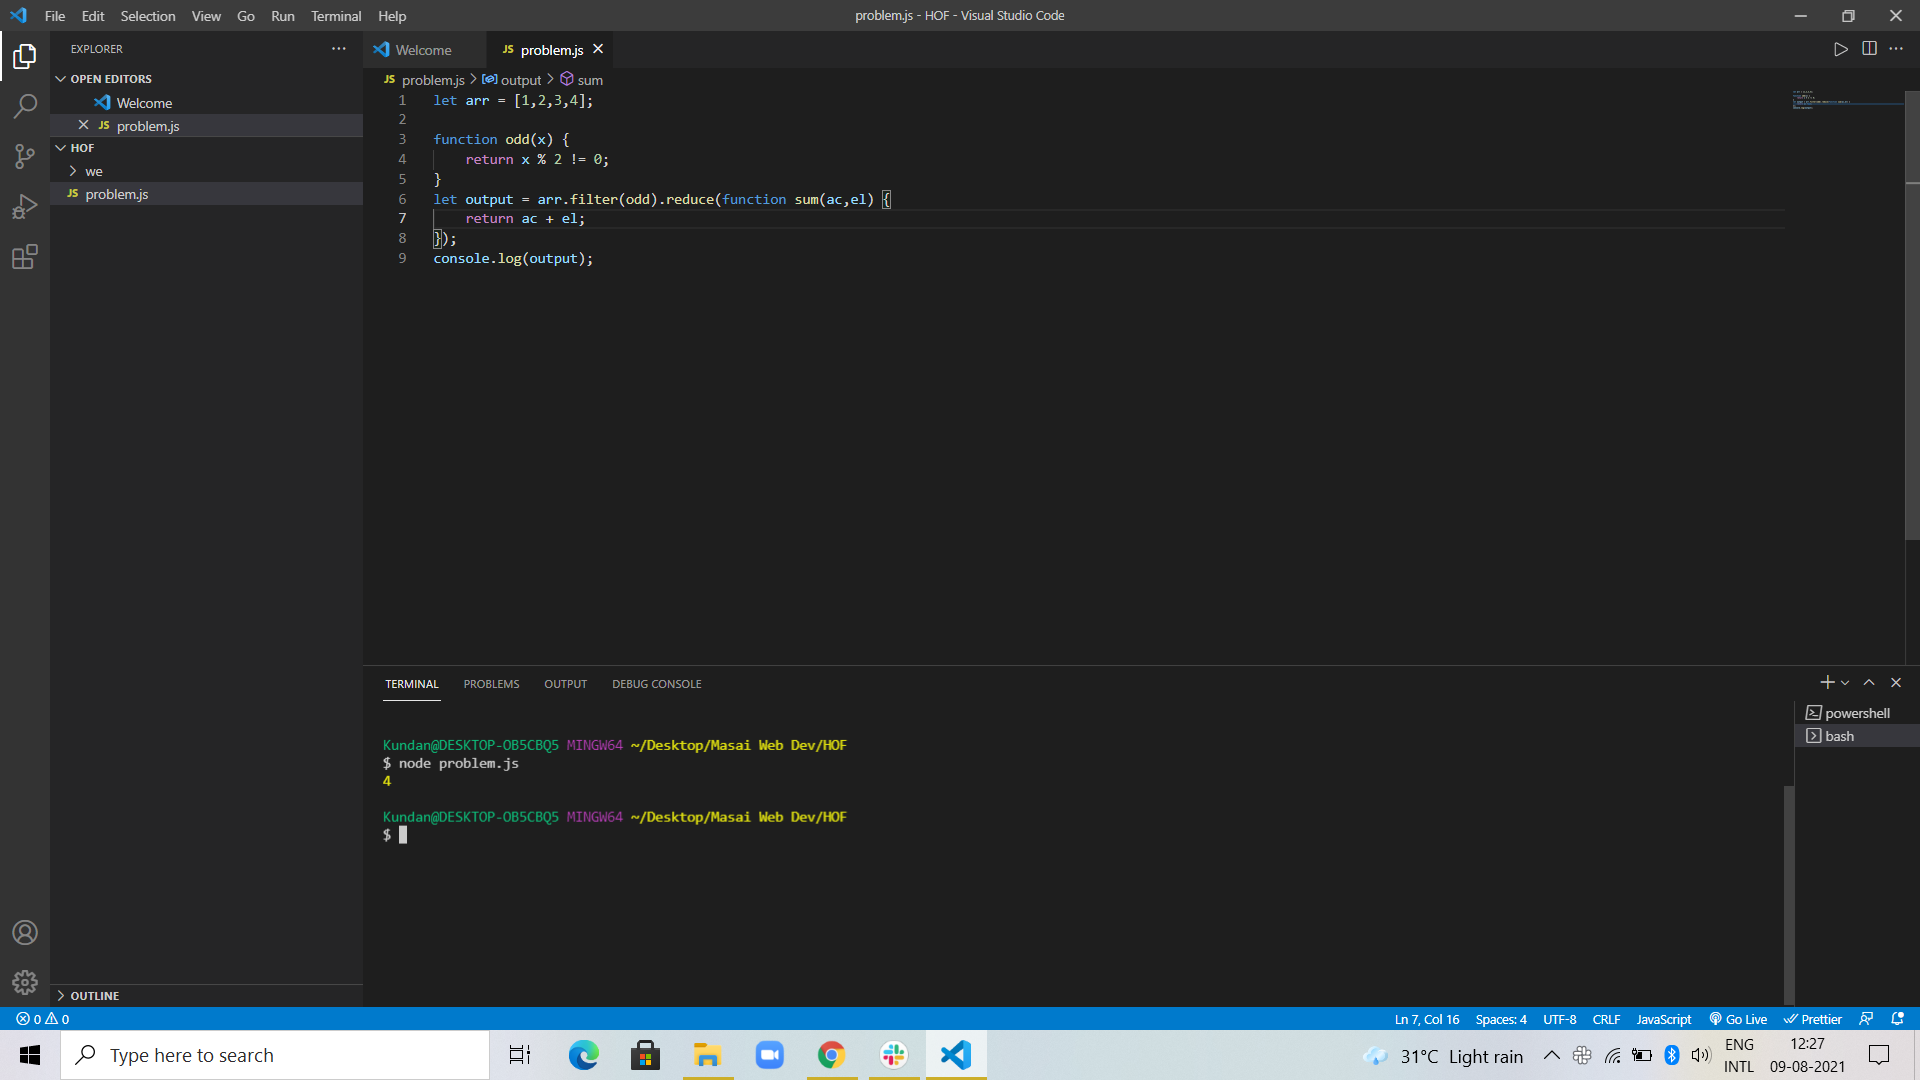 File Edit Selection View Go Run Terminal Help
problem.js - HOF - Visual Studio Code
EXPLORER
OPEN EDITORS
Welcome
JS problem.js
HOF
we
JS problem.js
OUTLINE
Welcome
JS problem.js
JS problem.js > output > sum
1 let arr = [1,2,3,4];
2
3 function odd(x) {
4 return x % 2 != 0;
5 }
6 let output = arr.filter(odd).reduce(function sum(ac,el) {
7 return ac + el;
8 });
9 console.log(output);
TERMINAL PROBLEMS OUTPUT DEBUG CONSOLE
Kundan@DESKTOP-OB5CBQ5 MINGW64 ~/Desktop/Masai Web Dev/HOF
$ node problem.js
4
Kundan@DESKTOP-OB5CBQ5 MINGW64 ~/Desktop/Masai Web Dev/HOF
$
powershell
bash
0 0
Ln 7, Col 16 Spaces: 4 UTF-8 CRLF JavaScript Go Live Prettier
Type here to search
31°C Light rain
ENG
INTL
12:27
09-08-2021